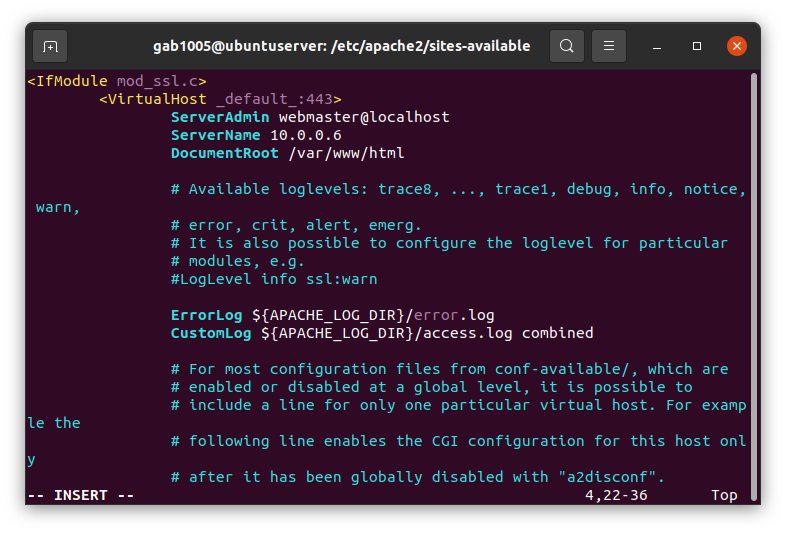 gab1005@ubuntuserver: /etc/apache2/sites-available
<IfModule mod_ssl.c>
<VirtualHost _default_:443>
ServerAdmin webmaster@localhost
ServerName 10.0.0.6
DocumentRoot /var/www/html
# Available loglevels: trace8, ..., trace1, debug, info, notice,
warn,
# error, crit, alert, emerg.
# It is also possible to configure the loglevel for particular
# modules, e.g.
#LogLevel info ssl:warn
ErrorLog ${APACHE_LOG_DIR}/error.log
CustomLog ${APACHE_LOG_DIR}/access.log combined
# For most configuration files from conf-available/, which are
# enabled or disabled at a global level, it is possible to
# include a line for only one particular virtual host. For examp
le the
# following line enables the CGI configuration for this host onl
y
# after it has been globally disabled with "a2disconf".
-- INSERT -- 4,22-36 Top